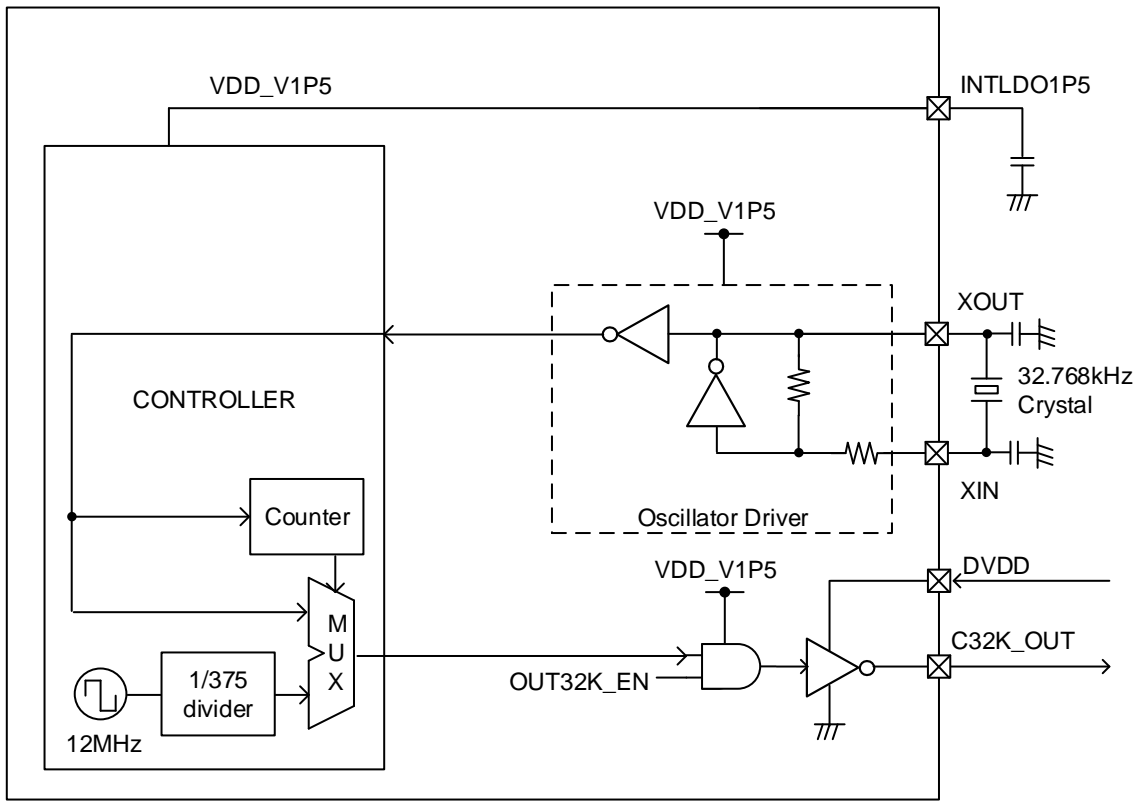 VDD_V1P5
INTLDO1P5
VDD_V1P5
XOUT
32.768kHz
Crystal
CONTROLLER
XIN
Counter
Oscillator Driver
VDD_V1P5
DVDD
M
U
X
C32K_OUT
OUT32K_EN
1/375
divider
12MHz